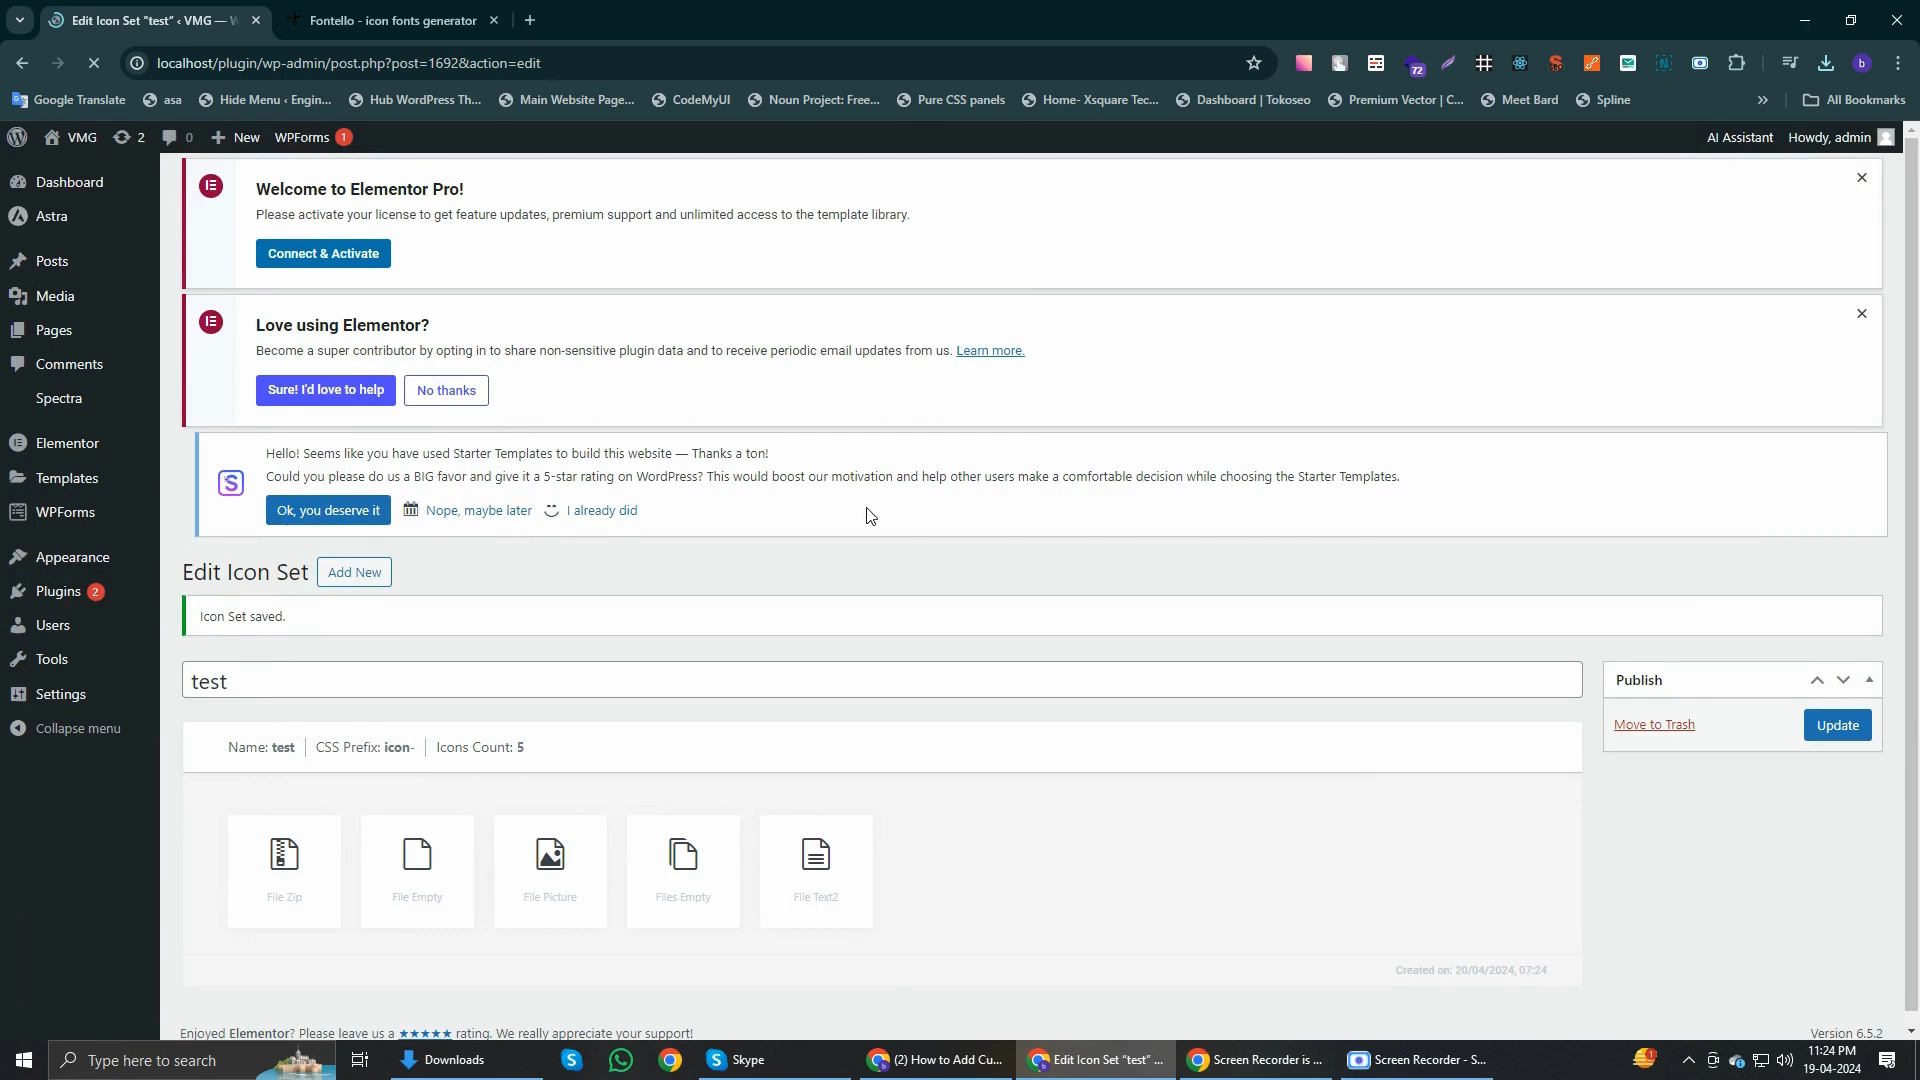 Edit Icon Set "test" ‹ VMG — W
Fontello - icon fonts generator
localhost/plugin/wp-admin/post.php?post=1692&action=edit
72
Google Translate
asa
Hide Menu ‹ Engin...
Hub WordPress Th...
Main Website Page...
CodeMyUI
Noun Project: Free...
Pure CSS panels
Home- Xsquare Tec...
Dashboard | Tokoseo
Premium Vector | C...
Meet Bard
Spline
All Bookmarks
VMG
2
0
New
WPForms 1
AI Assistant
Howdy, admin
Dashboard
Astra
Posts
Media
Pages
Comments
Spectra
Elementor
Templates
WPForms
Appearance
Plugins 2
Users
Tools
Settings
Collapse menu
Welcome to Elementor Pro!
Please activate your license to get feature updates, premium support and unlimited access to the template library.
Connect & Activate
Love using Elementor?
Become a super contributor by opting in to share non-sensitive plugin data and to receive periodic email updates from us. Learn more.
Sure! I'd love to help
No thanks
Hello! Seems like you have used Starter Templates to build this website — Thanks a ton!
Could you please do us a BIG favor and give it a 5-star rating on WordPress? This would boost our motivation and help other users make a comfortable decision while choosing the Starter Templates.
Ok, you deserve it
Nope, maybe later
I already did
Edit Icon Set
Add New
Icon Set saved.
test
Publish
Move to Trash
Update
Name: test
CSS Prefix: icon-
Icons Count: 5
File Zip
File Empty
File Picture
Files Empty
File Text2
Created on: 20/04/2024, 07:24
Enjoyed Elementor? Please leave us a ★★★★★ rating. We really appreciate your support!
Version 6.5.2
Type here to search
Downloads
Skype
(2) How to Add Cu...
Edit Icon Set "test" ...
Screen Recorder is ...
Screen Recorder - S...
11:24 PM
19-04-2024